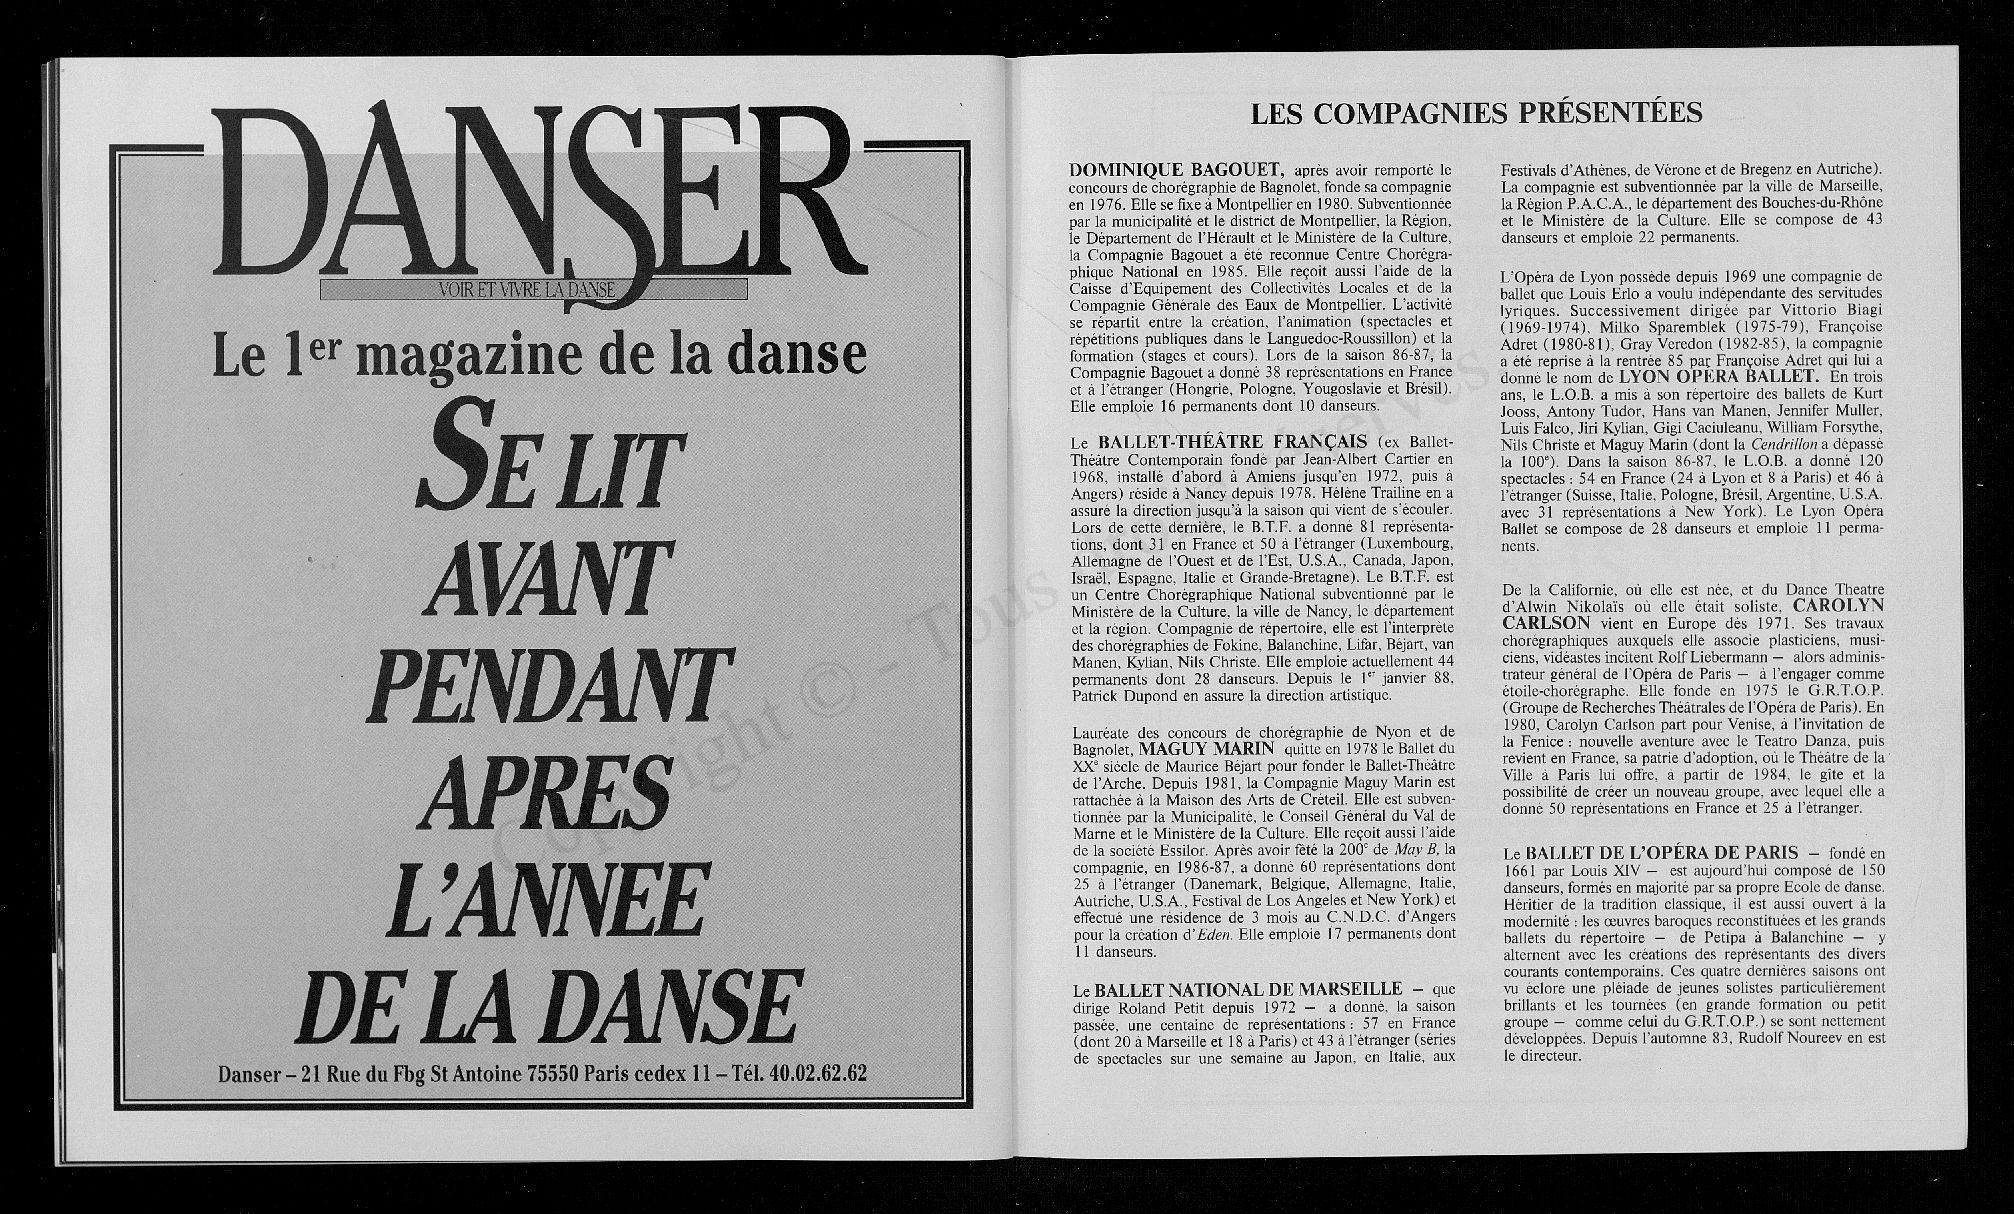 DANSER
VOIR ET VIVRE LA DANSE
Le 1er magazine de la danse
SE LIT
AVANT
PENDANT
APRES
L'ANNEE
DE LA DANSE
Danser – 21 Rue du Fbg St Antoine 75550 Paris cedex 11 – Tél. 40.02.62.62
LES COMPAGNIES PRÉSENTÉES
DOMINIQUE BAGOUET, après avoir remporté le
concours de chorégraphie de Bagnolet, fonde sa compagnie
en 1976. Elle se fixe à Montpellier en 1980. Subventionnée
par la municipalité et le district de Montpellier, la Région,
le Département de l'Hérault et le Ministère de la Culture,
la Compagnie Bagouet a été reconnue Centre Chorégra-
phique National en 1985. Elle reçoit aussi l'aide de la
Caisse d'Equipement des Collectivités Locales et de la
Compagnie Générale des Eaux de Montpellier. L'activité
se répartit entre la création, l'animation (spectacles et
répétitions publiques dans le Languedoc-Roussillon) et la
formation (stages et cours). Lors de la saison 86-87, la
Compagnie Bagouet a donné 38 représentations en France
et à l'étranger (Hongrie, Pologne, Yougoslavie et Brésil).
Elle emploie 16 permanents dont 10 danseurs.
Le BALLET-THÉÂTRE FRANÇAIS (ex Ballet-
Théâtre Contemporain fondé par Jean-Albert Cartier en
1968, installé d'abord à Amiens jusqu'en 1972, puis à
Angers) réside à Nancy depuis 1978. Hélène Trailine en a
assuré la direction jusqu'à la saison qui vient de s'écouler.
Lors de cette dernière, le B.T.F. a donné 81 représenta-
tions, dont 31 en France et 50 à l'étranger (Luxembourg,
Allemagne de l'Ouest et de l'Est, U.S.A., Canada, Japon,
Israël, Espagne, Italie et Grande-Bretagne). Le B.T.F. est
un Centre Chorégraphique National subventionné par le
Ministère de la Culture, la ville de Nancy, le département
et la région. Compagnie de répertoire, elle est l'interprète
des chorégraphies de Fokine, Balanchine, Lifar, Béjart, van
Manen, Kylian, Nils Christe. Elle emploie actuellement 44
permanents dont 28 danseurs. Depuis le 1er janvier 88,
Patrick Dupond en assure la direction artistique.
Lauréate des concours de chorégraphie de Nyon et de
Bagnolet, MAGUY MARIN quitte en 1978 le Ballet du
XXe siècle de Maurice Béjart pour fonder le Ballet-Théâtre
de l'Arche. Depuis 1981, la Compagnie Maguy Marin est
rattachée à la Maison des Arts de Créteil. Elle est subven-
tionnée par la Municipalité, le Conseil Général du Val de
Marne et le Ministère de la Culture. Elle reçoit aussi l'aide
de la société Essilor. Après avoir fêté la 200e de May B, la
compagnie, en 1986-87, a donné 60 représentations dont
25 à l'étranger (Danemark, Belgique, Allemagne, Italie,
Autriche, U.S.A., Festival de Los Angeles et New York) et
effectué une résidence de 3 mois au C.N.D.C. d'Angers
pour la création d'Eden. Elle emploie 17 permanents dont
11 danseurs.
Le BALLET NATIONAL DE MARSEILLE – que
dirige Roland Petit depuis 1972 – a donné, la saison
passée, une centaine de représentations : 57 en France
(dont 20 à Marseille et 18 à Paris) et 43 à l'étranger (séries
de spectacles sur une semaine au Japon, en Italie, aux
Festivals d'Athènes, de Vérone et de Bregenz en Autriche).
La compagnie est subventionnée par la ville de Marseille,
la Région P.A.C.A., le département des Bouches-du-Rhône
et le Ministère de la Culture. Elle se compose de 43
danseurs et emploie 22 permanents.
L'Opéra de Lyon possède depuis 1969 une compagnie de
ballet que Louis Erlo a voulu indépendante des servitudes
lyriques. Successivement dirigée par Vittorio Biagi
(1969-1974), Milko Sparemblek (1975-79), Françoise
Adret (1980-81), Gray Veredon (1982-85), la compagnie
a été reprise à la rentrée 85 par Françoise Adret qui lui a
donné le nom de LYON OPÉRA BALLET. En trois
ans, le L.O.B. a mis à son répertoire des ballets de Kurt
Jooss, Antony Tudor, Hans van Manen, Jennifer Muller,
Luis Falco, Jiri Kylian, Gigi Caciuleanu, William Forsythe,
Nils Christe et Maguy Marin (dont la Cendrillon a dépassé
la 100e). Dans la saison 86-87, le L.O.B. a donné 120
spectacles : 54 en France (24 à Lyon et 8 à Paris) et 46 à
l'étranger (Suisse, Italie, Pologne, Brésil, Argentine, U.S.A.
avec 31 représentations à New York). Le Lyon Opéra
Ballet se compose de 28 danseurs et emploie 11 perma-
nents.
De la Californie, où elle est née, et du Dance Theatre
d'Alwin Nikolaïs où elle était soliste, CAROLYN
CARLSON vient en Europe dès 1971. Ses travaux
chorégraphiques auxquels elle associe plasticiens, musi-
ciens, vidéastes incitent Rolf Liebermann – alors adminis-
trateur général de l'Opéra de Paris – à l'engager comme
étoile-chorégraphe. Elle fonde en 1975 le G.R.T.O.P.
(Groupe de Recherches Théâtrales de l'Opéra de Paris). En
1980, Carolyn Carlson part pour Venise, à l'invitation de
la Fenice : nouvelle aventure avec le Teatro Danza, puis
revient en France, sa patrie d'adoption, où le Théâtre de la
Ville à Paris lui offre, à partir de 1984, le gîte et la
possibilité de créer un nouveau groupe, avec lequel elle a
donné 50 représentations en France et 25 à l'étranger.
Le BALLET DE L'OPÉRA DE PARIS – fondé en
1661 par Louis XIV – est aujourd'hui composé de 150
danseurs, formés en majorité par sa propre Ecole de danse.
Héritier de la tradition classique, il est aussi ouvert à la
modernité : les œuvres baroques reconstituées et les grands
ballets du répertoire – de Petipa à Balanchine – y
alternent avec les créations des représentants des divers
courants contemporains. Ces quatre dernières saisons ont
vu éclore une pléiade de jeunes solistes particulièrement
brillants et les tournées (en grande formation ou petit
groupe – comme celui du G.R.T.O.P.) se sont nettement
développées. Depuis l'automne 83, Rudolf Noureev en est
le directeur.
Copyright © - Tous